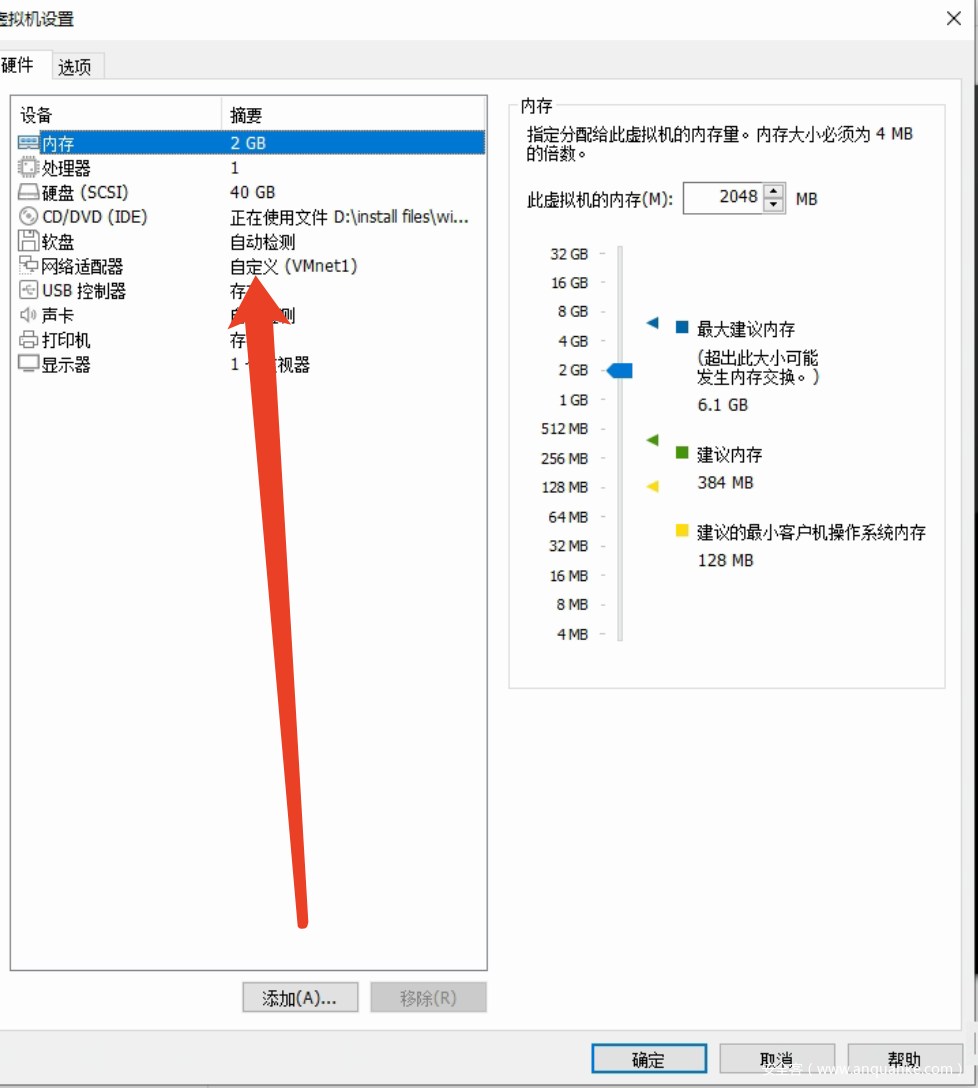 虚拟机设置
硬件
选项
设备 摘要
内存 2 GB
处理器 1
硬盘 (SCSI) 40 GB
CD/DVD (IDE) 正在使用文件 D:\install files\wi...
软盘 自动检测
网络适配器 自定义 (VMnet1)
USB 控制器 存
声卡 测
打印机 存
显示器 1 视器
添加(A)...
移除(R)
内存
指定分配给此虚拟机的内存量。内存大小必须为 4 MB
的倍数。
此虚拟机的内存(M): 2048 MB
32 GB
16 GB
8 GB
4 GB
2 GB
1 GB
512 MB
256 MB
128 MB
64 MB
32 MB
16 MB
8 MB
4 MB
最大建议内存
(超出此大小可能
发生内存交换。)
6.1 GB
建议内存
384 MB
建议的最小客户机操作系统内存
128 MB
确定
取消
帮助
安全客 ( www.anquanke.com )